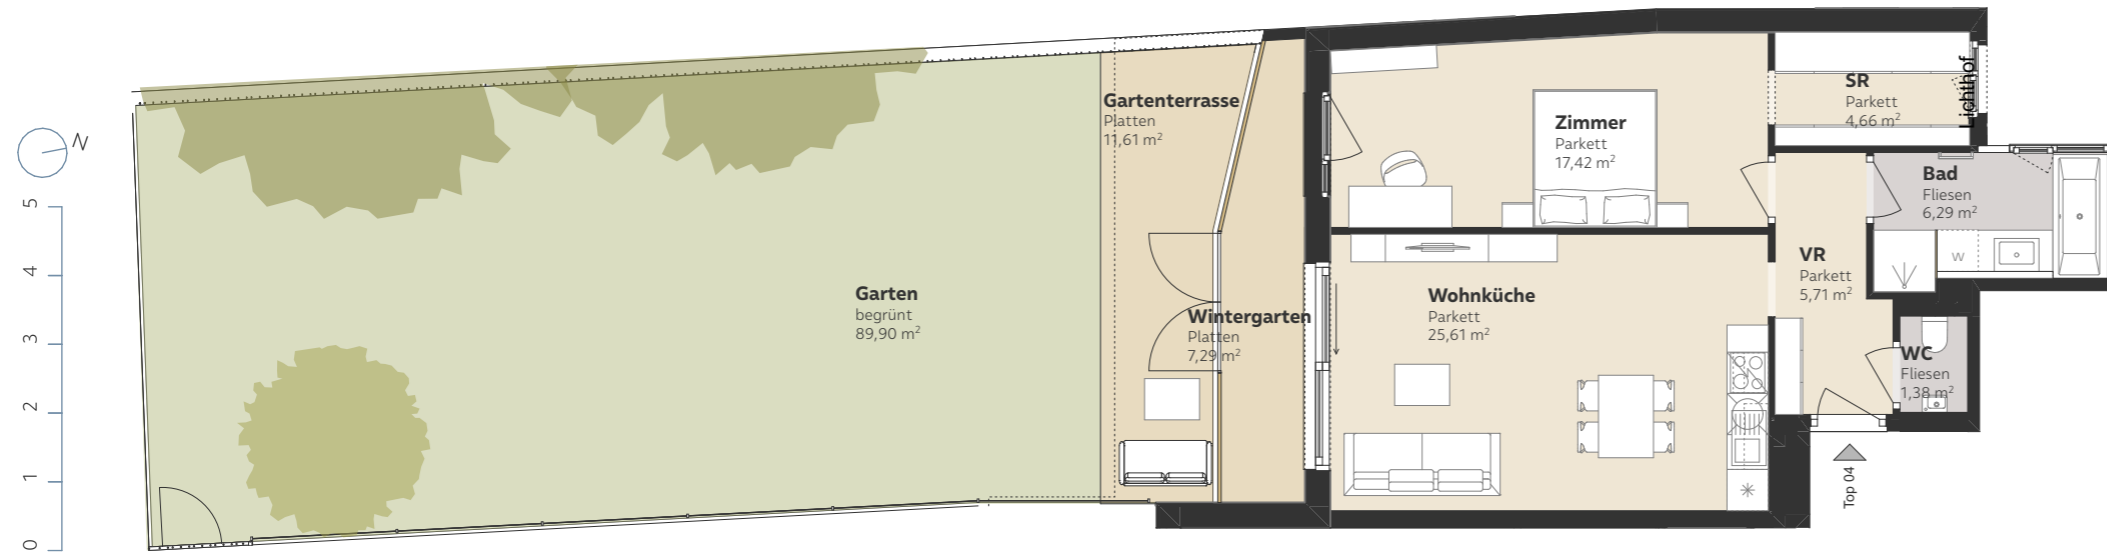 N
5
4
3
2
1
0
Garten
begrünt
89,90 m²
Gartenterrasse
Platten
11,61 m²
Wintergarten
Platten
7,29 m²
Zimmer
Parkett
17,42 m²
Wohnküche
Parkett
25,61 m²
SR
Parkett
4,66 m²
Lichthof
Bad
Fliesen
6,29 m²
W
VR
Parkett
5,71 m²
WC
Fliesen
1,38 m²
Top 04